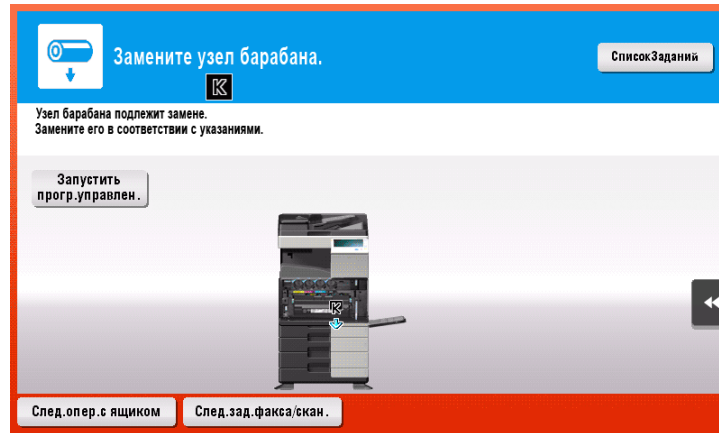 Замените узел барабана.
СписокЗаданий
K
Узел барабана подлежит замене.
Замените его в соответствии с указаниями.
Запустить
прогр.управлен.
K
След.опер.с ящиком
След.зад.факса/скан.